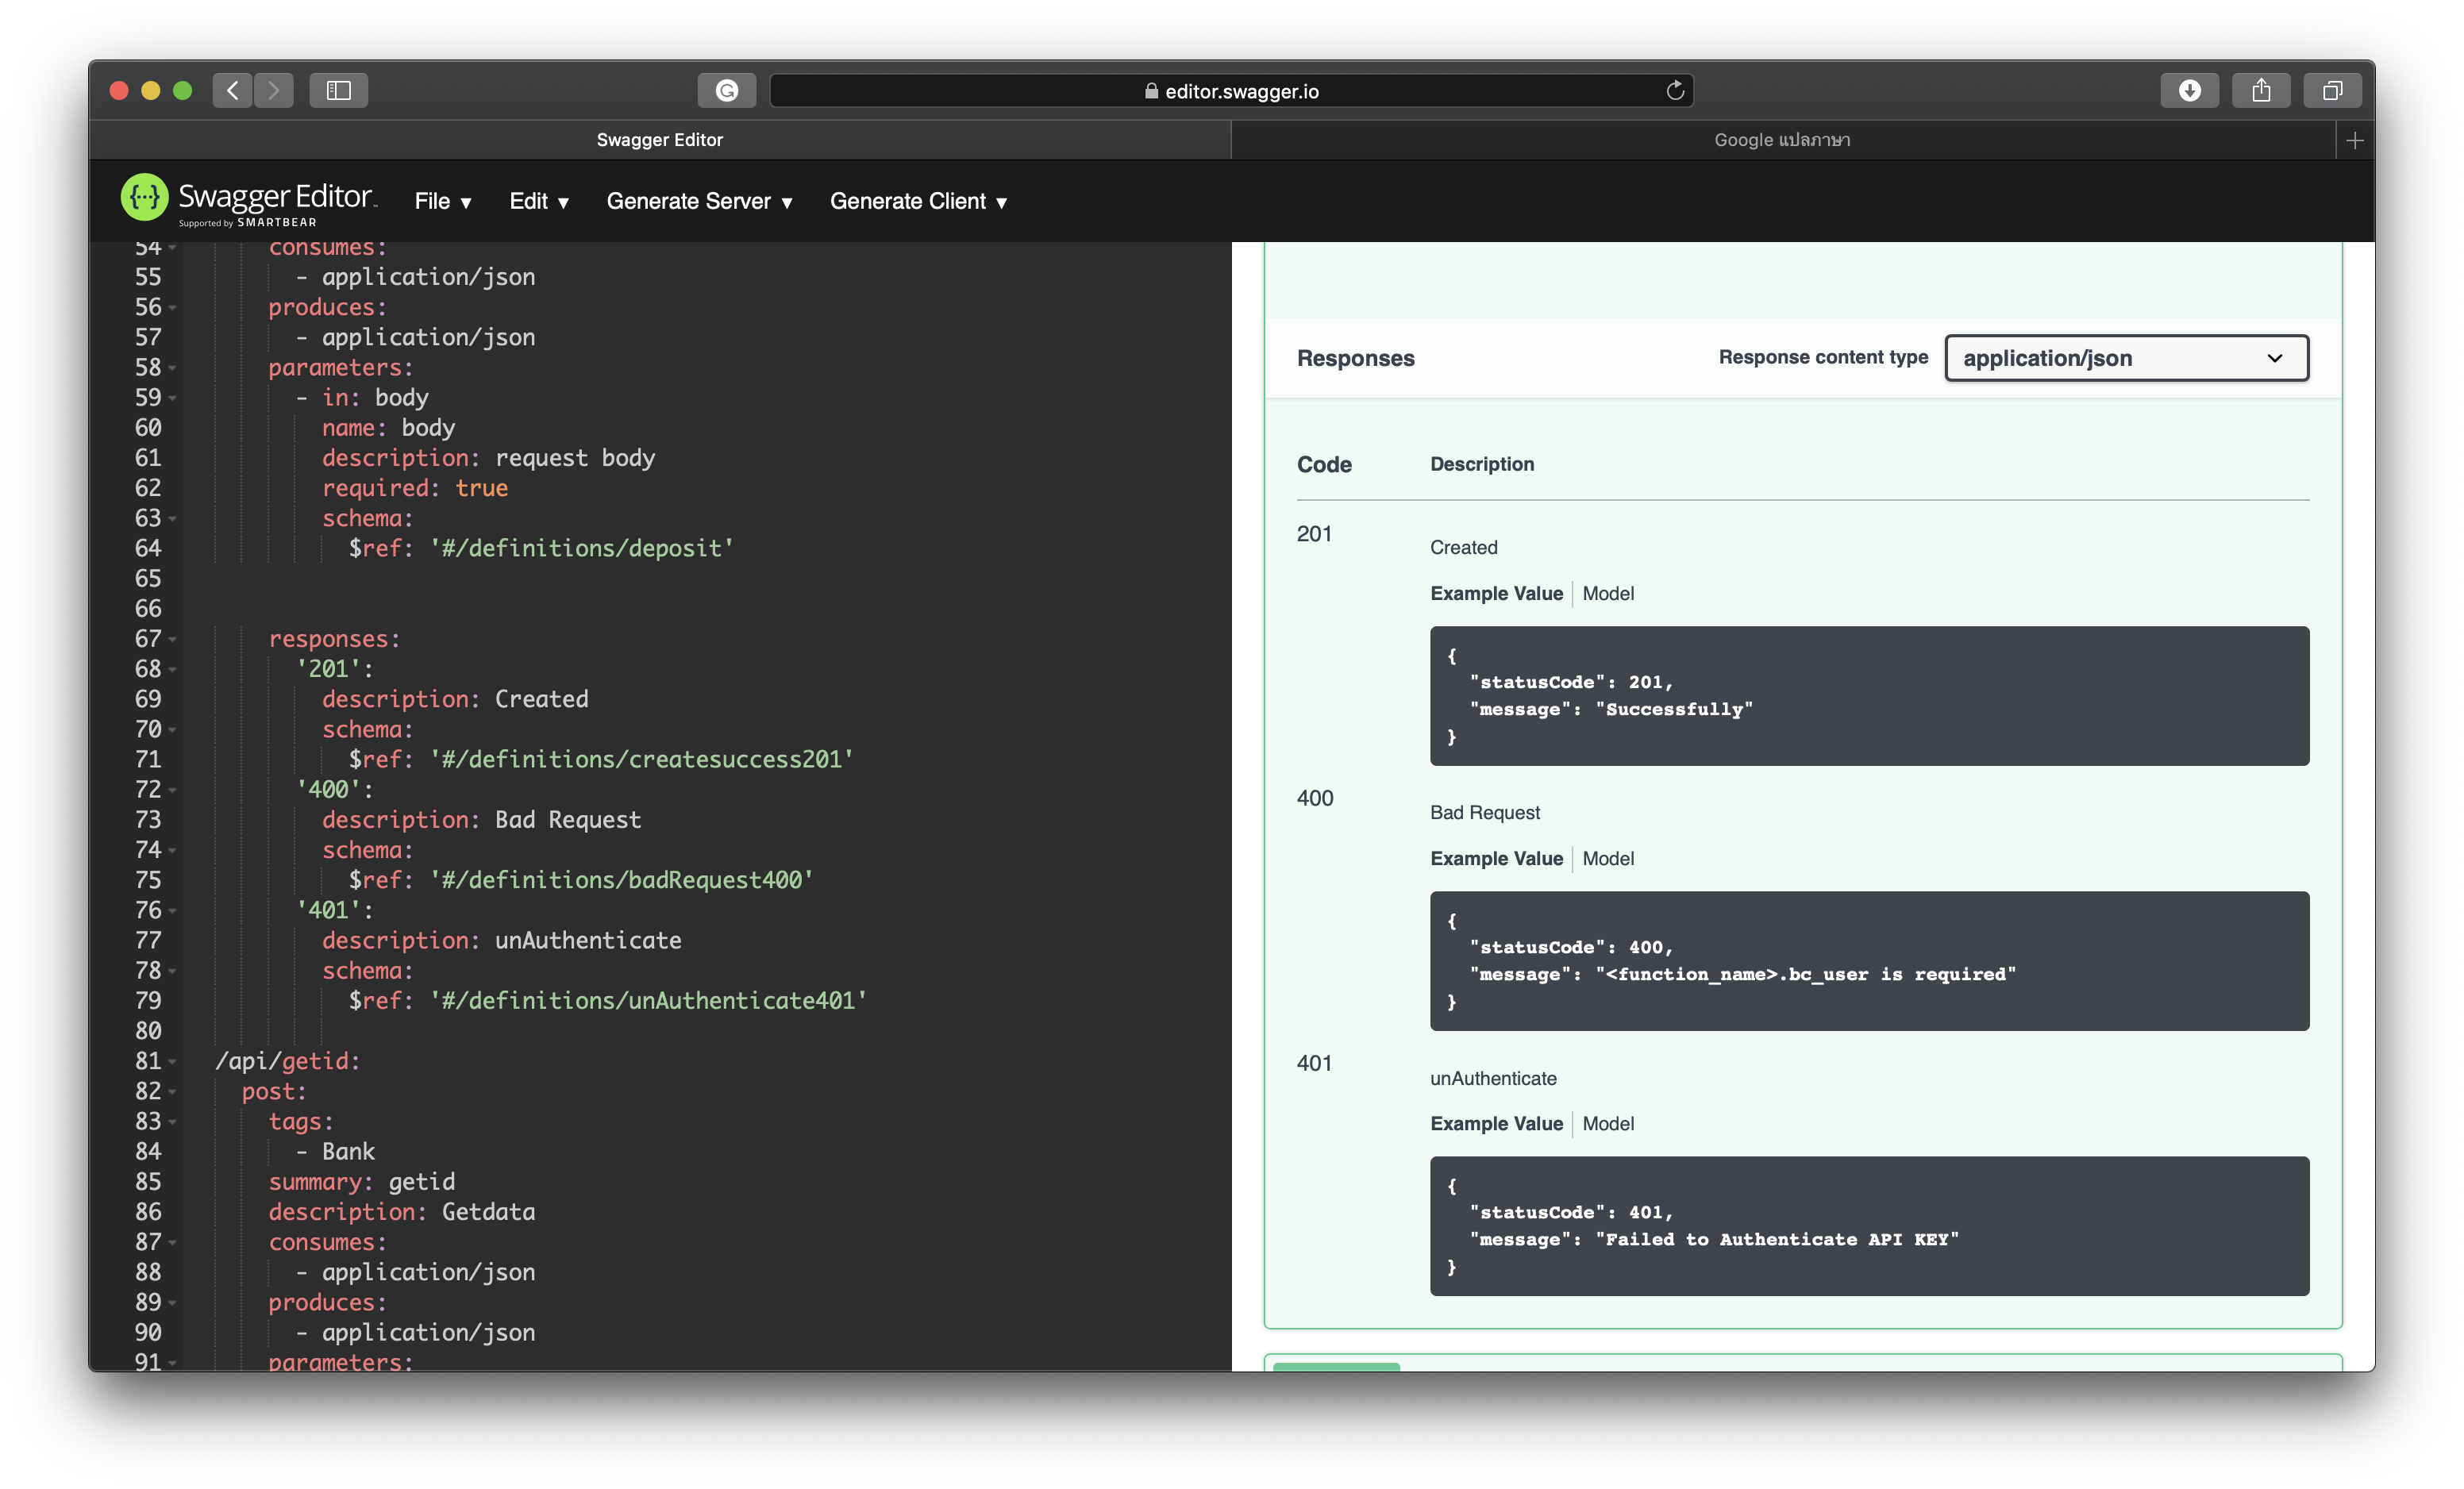 editor.swagger.io
Swagger Editor
Google แปลภาษา
Swagger Editor
Supported by SMARTBEAR
File ▾
Edit ▾
Generate Server ▾
Generate Client ▾
54 consumes:
55 - application/json
56 produces:
57 - application/json
58 parameters:
59 - in: body
60 name: body
61 description: request body
62 required: true
63 schema:
64 $ref: '#/definitions/deposit'
65
66
67 responses:
68 '201':
69 description: Created
70 schema:
71 $ref: '#/definitions/createsuccess201'
72 '400':
73 description: Bad Request
74 schema:
75 $ref: '#/definitions/badRequest400'
76 '401':
77 description: unAuthenticate
78 schema:
79 $ref: '#/definitions/unAuthenticate401'
80
81 /api/getid:
82 post:
83 tags:
84 - Bank
85 summary: getid
86 description: Getdata
87 consumes:
88 - application/json
89 produces:
90 - application/json
91 parameters:
Responses
Response content type
application/json
Code Description
201
Created
Example Value Model
{
"statusCode": 201,
"message": "Successfully"
}
400
Bad Request
Example Value Model
{
"statusCode": 400,
"message": "<function_name>.bc_user is required"
}
401
unAuthenticate
Example Value Model
{
"statusCode": 401,
"message": "Failed to Authenticate API KEY"
}